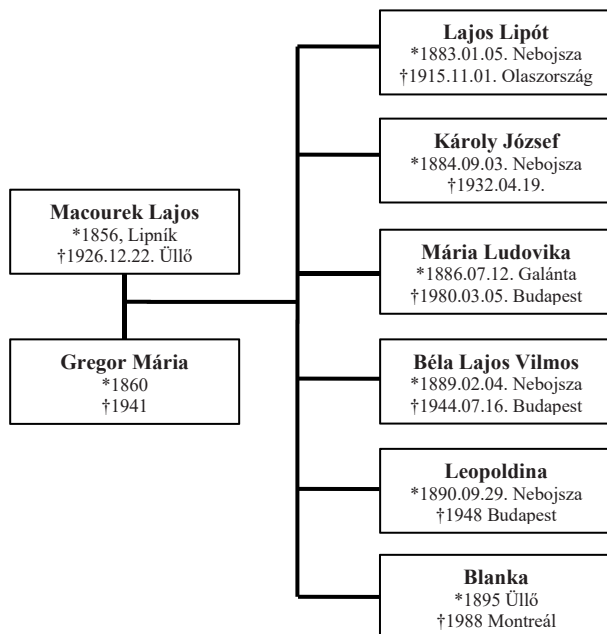 Lajos Lipót
*1883.01.05. Nebojsza
†1915.11.01. Olaszország
Károly József
*1884.09.03. Nebojsza
†1932.04.19.
Macourek Lajos
*1856, Lipník
†1926.12.22. Üllő
Mária Ludovika
*1886.07.12. Galánta
†1980.03.05. Budapest
Gregor Mária
*1860
†1941
Béla Lajos Vilmos
*1889.02.04. Nebojsza
†1944.07.16. Budapest
Leopoldina
*1890.09.29. Nebojsza
†1948 Budapest
Blanka
*1895 Üllő
†1988 Montreál